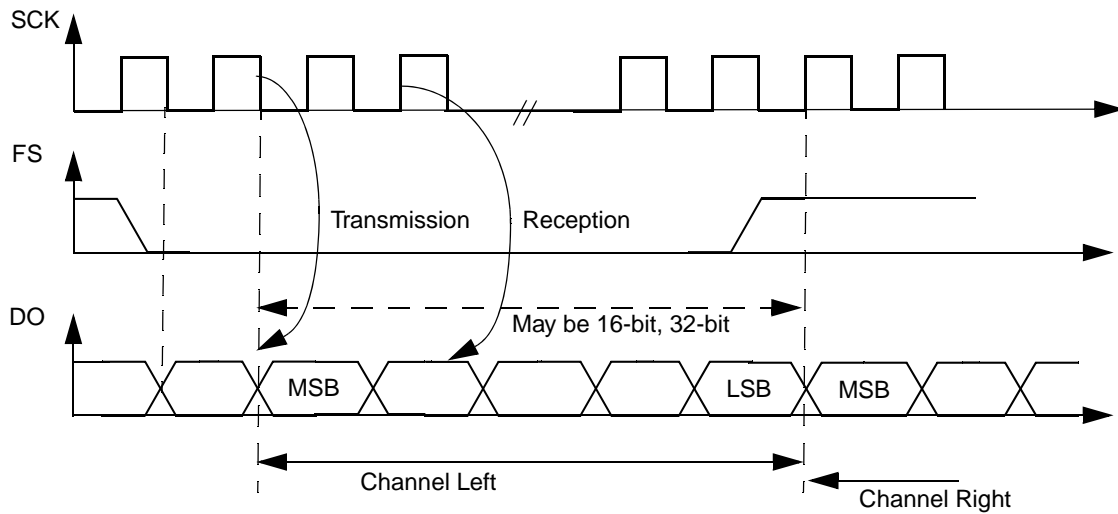 SCK
FS
Transmission
Reception
DO
May be 16-bit, 32-bit
MSB
LSB
MSB
Channel Left
Channel Right